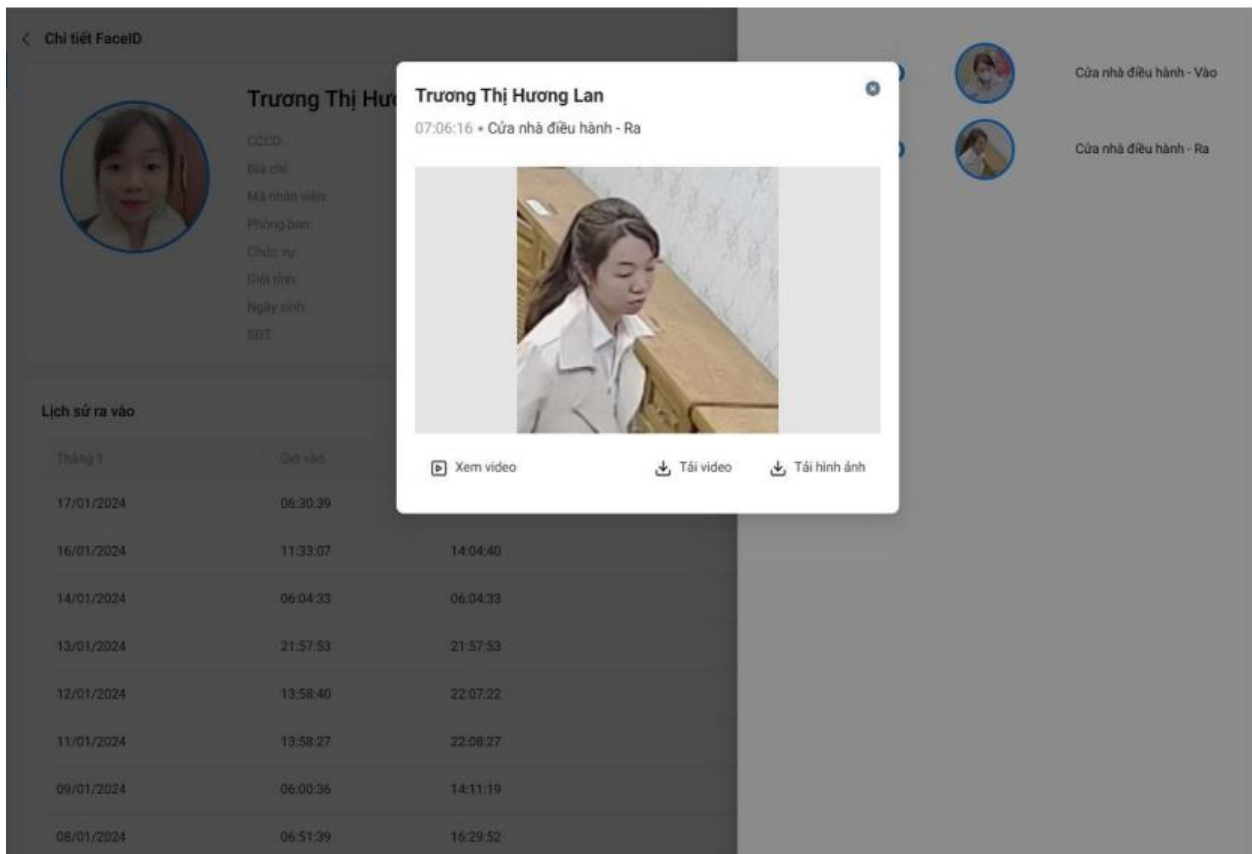 Chi tiết FaceID
Trương Thị Hươ
CCCD:
Địa chỉ:
Mã nhân viên:
Phòng ban:
Chức vụ:
Giới tính:
Ngày sinh:
SĐT:
Trương Thị Hương Lan
07:06:16 • Cửa nhà điều hành - Ra
Xem video
Tải video
Tải hình ảnh
Cửa nhà điều hành - Vào
Cửa nhà điều hành - Ra
Lịch sử ra vào
Tháng 1 Giờ vào
17/01/2024 06:30:39
16/01/2024 11:33:07 14:04:40
14/01/2024 06:04:33 06:04:33
13/01/2024 21:57:53 21:57:53
12/01/2024 13:58:40 22:07:22
11/01/2024 13:58:27 22:08:27
09/01/2024 06:00:36 14:11:19
08/01/2024 06:51:39 16:29:52